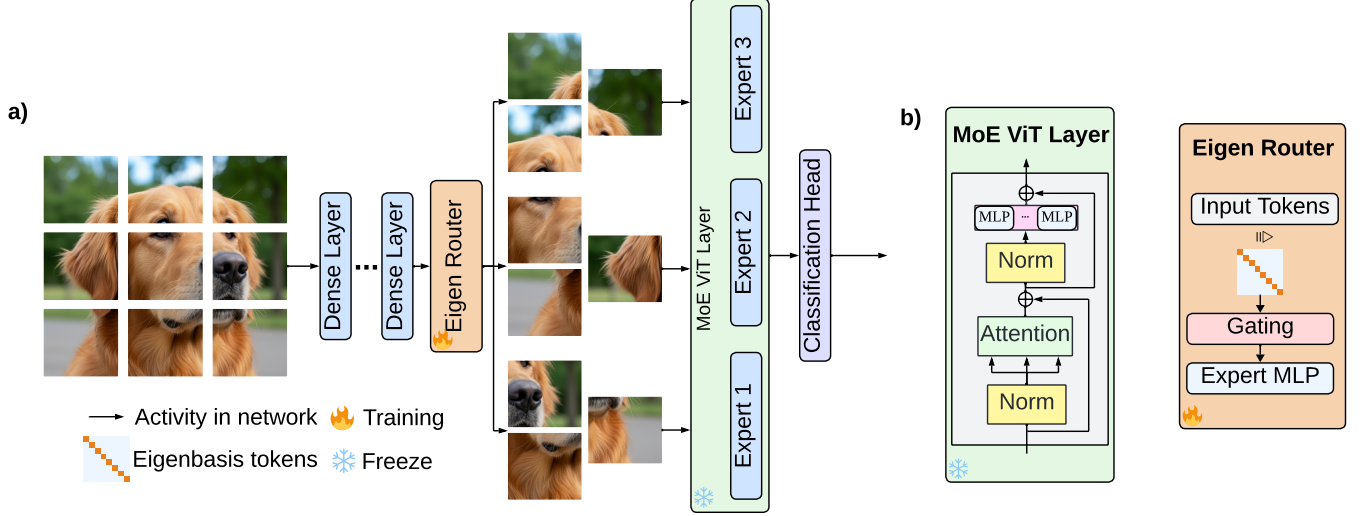 a)
Dense Layer
...
Dense Layer
Eigen Router
MoE ViT Layer
Expert 3
Expert 2
Expert 1
Classification Head
Activity in network
Training
Eigenbasis tokens
Freeze
b)
MoE ViT Layer
MLP ... MLP
Norm
Attention
Norm
Eigen Router
Input Tokens
Gating
Expert MLP